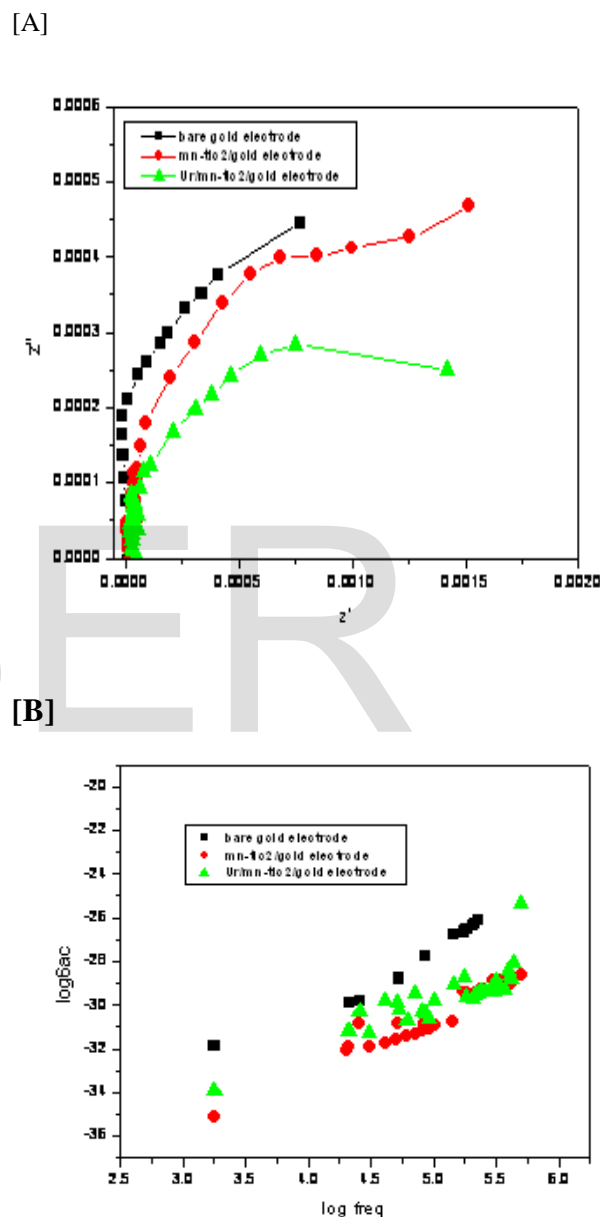 [A]
0.0006
bare gold electrode
mn-tio2/gold electrode
Ur/mn-tio2/gold electrode
0.0005
0.0004
0.0003
z"
0.0002
0.0001
0.0000
0.0000 0.0005 0.0010 0.0015 0.0020
z'
ER
[B]
-20
-22
bare gold electrode
mn-tio2/gold electrode
Ur/mn-tio2/gold electrode
-24
-26
log6ac
-28
-30
-32
-34
-36
2.5 3.0 3.5 4.0 4.5 5.0 5.5 6.0
log freq